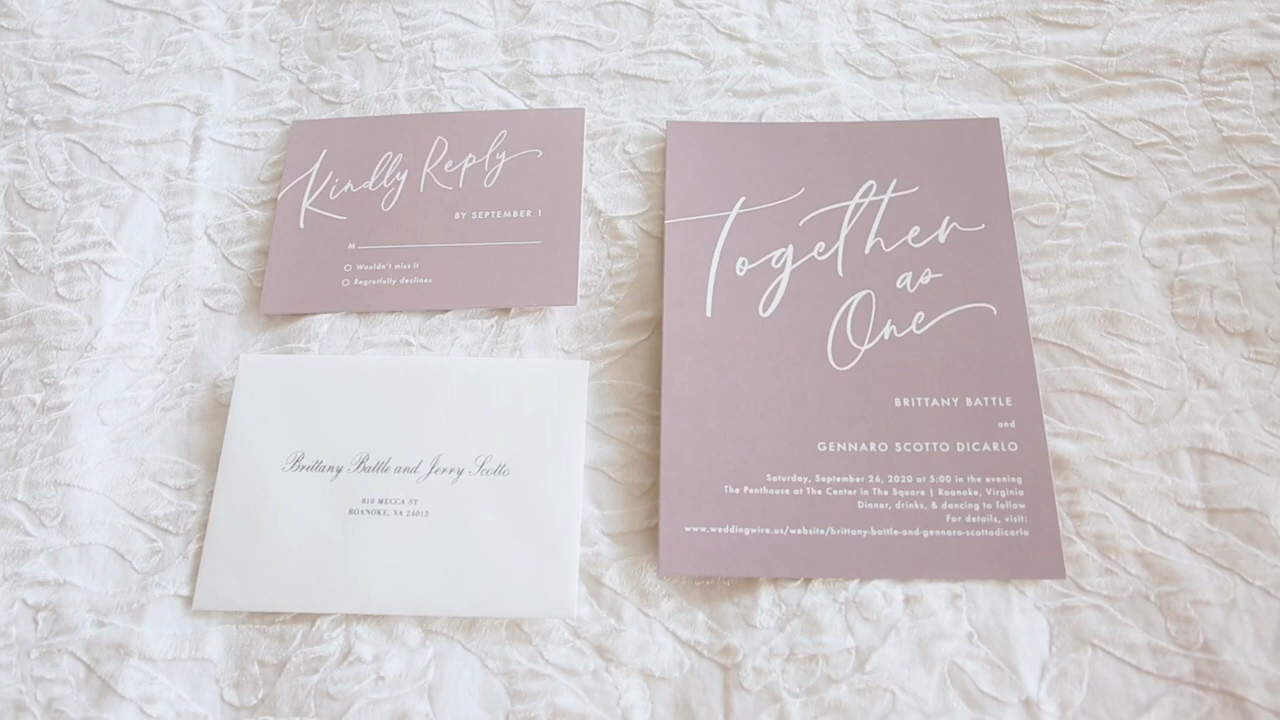 Kindly Reply
BY SEPTEMBER 1
M
Wouldn't miss it
Regretfully declines
Brittany Battle and Jerry Scotto
810 MECCA ST
ROANOKE, VA 24012
Together
as
One
BRITTANY BATTLE
and
GENNARO SCOTTO DICARLO
Saturday, September 26, 2020 at 5:00 in the evening
The Penthouse at The Center in The Square | Roanoke, Virginia
Dinner, drinks, & dancing to follow
For details, visit:
www.weddingwire.us/website/brittany-battle-and-gennaro-scottodicarlo